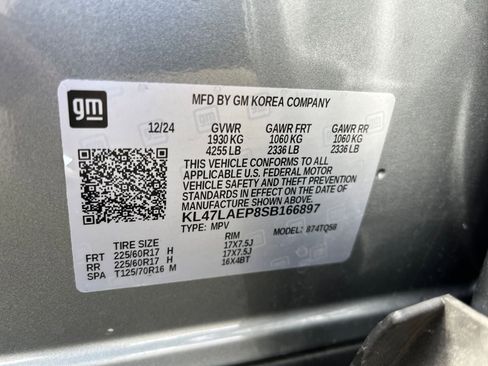 gm
MFD BY GM KOREA COMPANY
12/24 GVWR GAWR FRT GAWR RR
1930 KG 1060 KG 1060 KG
4255 LB 2336 LB 2336 LB
THIS VEHICLE CONFORMS TO ALL
APPLICABLE U.S. FEDERAL MOTOR
VEHICLE SAFETY AND THEFT PREVENTION
STANDARDS IN EFFECT ON THE DATE OF
MANUFACTURE SHOWN ABOVE.
KL47LAEP8SB166897
TYPE: MPV MODEL: 874TQ58
TIRE SIZE RIM
FRT 225/60R17 H 17X7.5J
RR 225/60R17 H 17X7.5J
SPA T125/70R16 M 16X4BT